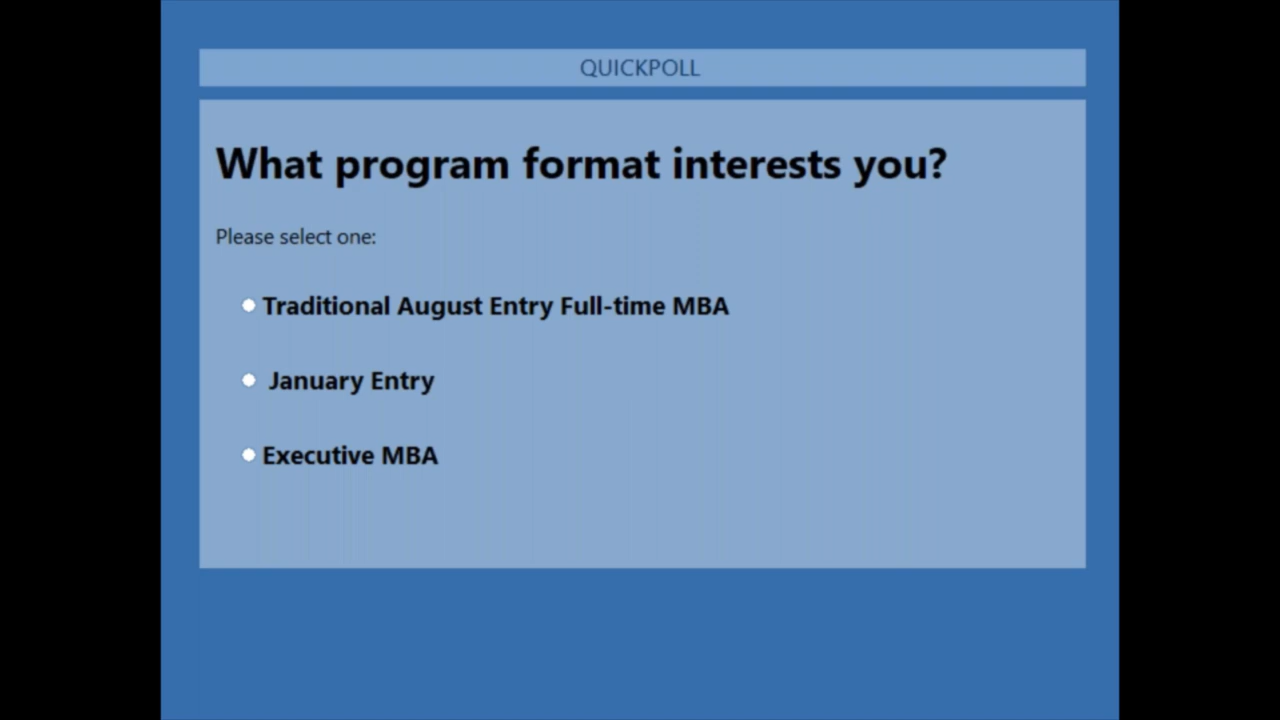 QUICKPOLL
What program format interests you?
Please select one:
Traditional August Entry Full-time MBA
January Entry
Executive MBA